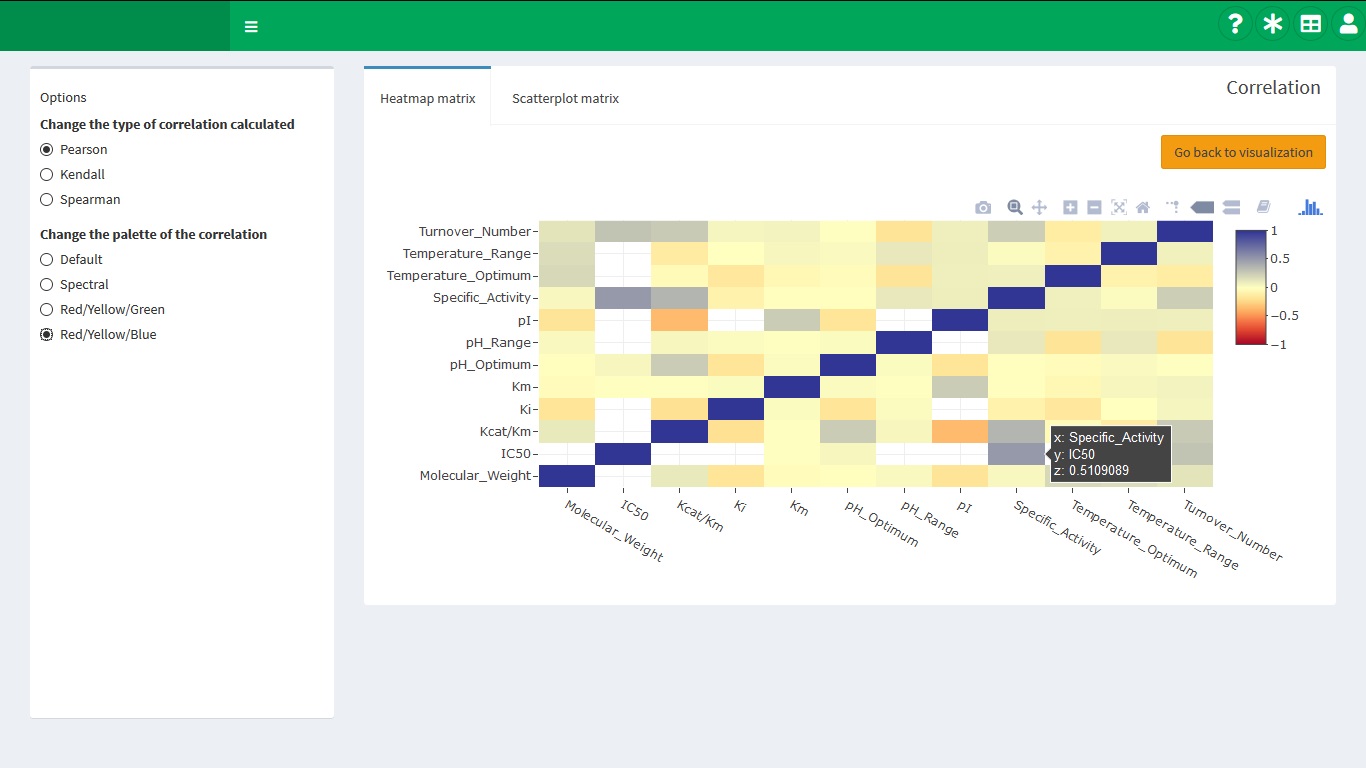 Options
Change the type of correlation calculated
Pearson
Kendall
Spearman
Change the palette of the correlation
Default
Spectral
Red/Yellow/Green
Red/Yellow/Blue
Heatmap matrix
Scatterplot matrix
Correlation
Go back to visualization
Turnover_Number
Temperature_Range
Temperature_Optimum
Specific_Activity
pI
pH_Range
pH_Optimum
Km
Ki
Kcat/Km
IC50
Molecular_Weight
Molecular_Weight
IC50
Kcat/Km
Ki
Km
pH_Optimum
pH_Range
pI
Specific_Activity
Temperature_Optimum
Temperature_Range
Turnover_Number
x: Specific_Activity
y: IC50
z: 0.5109089
1
0.5
0
−0.5
−1